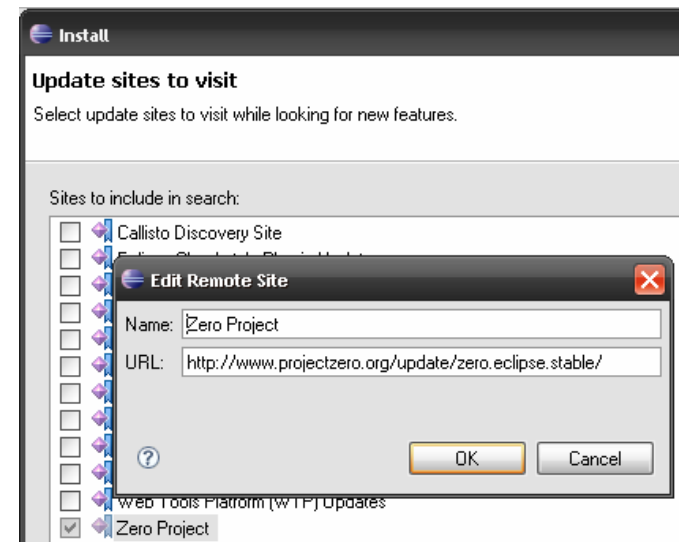 Install
Update sites to visit
Select update sites to visit while looking for new features.
Sites to include in search:
Callisto Discovery Site
Edit Remote Site
Name: Zero Project
URL: http://www.projectzero.org/update/zero.eclipse.stable/
OK Cancel
Web Tools Platform (WTP) Updates
Zero Project